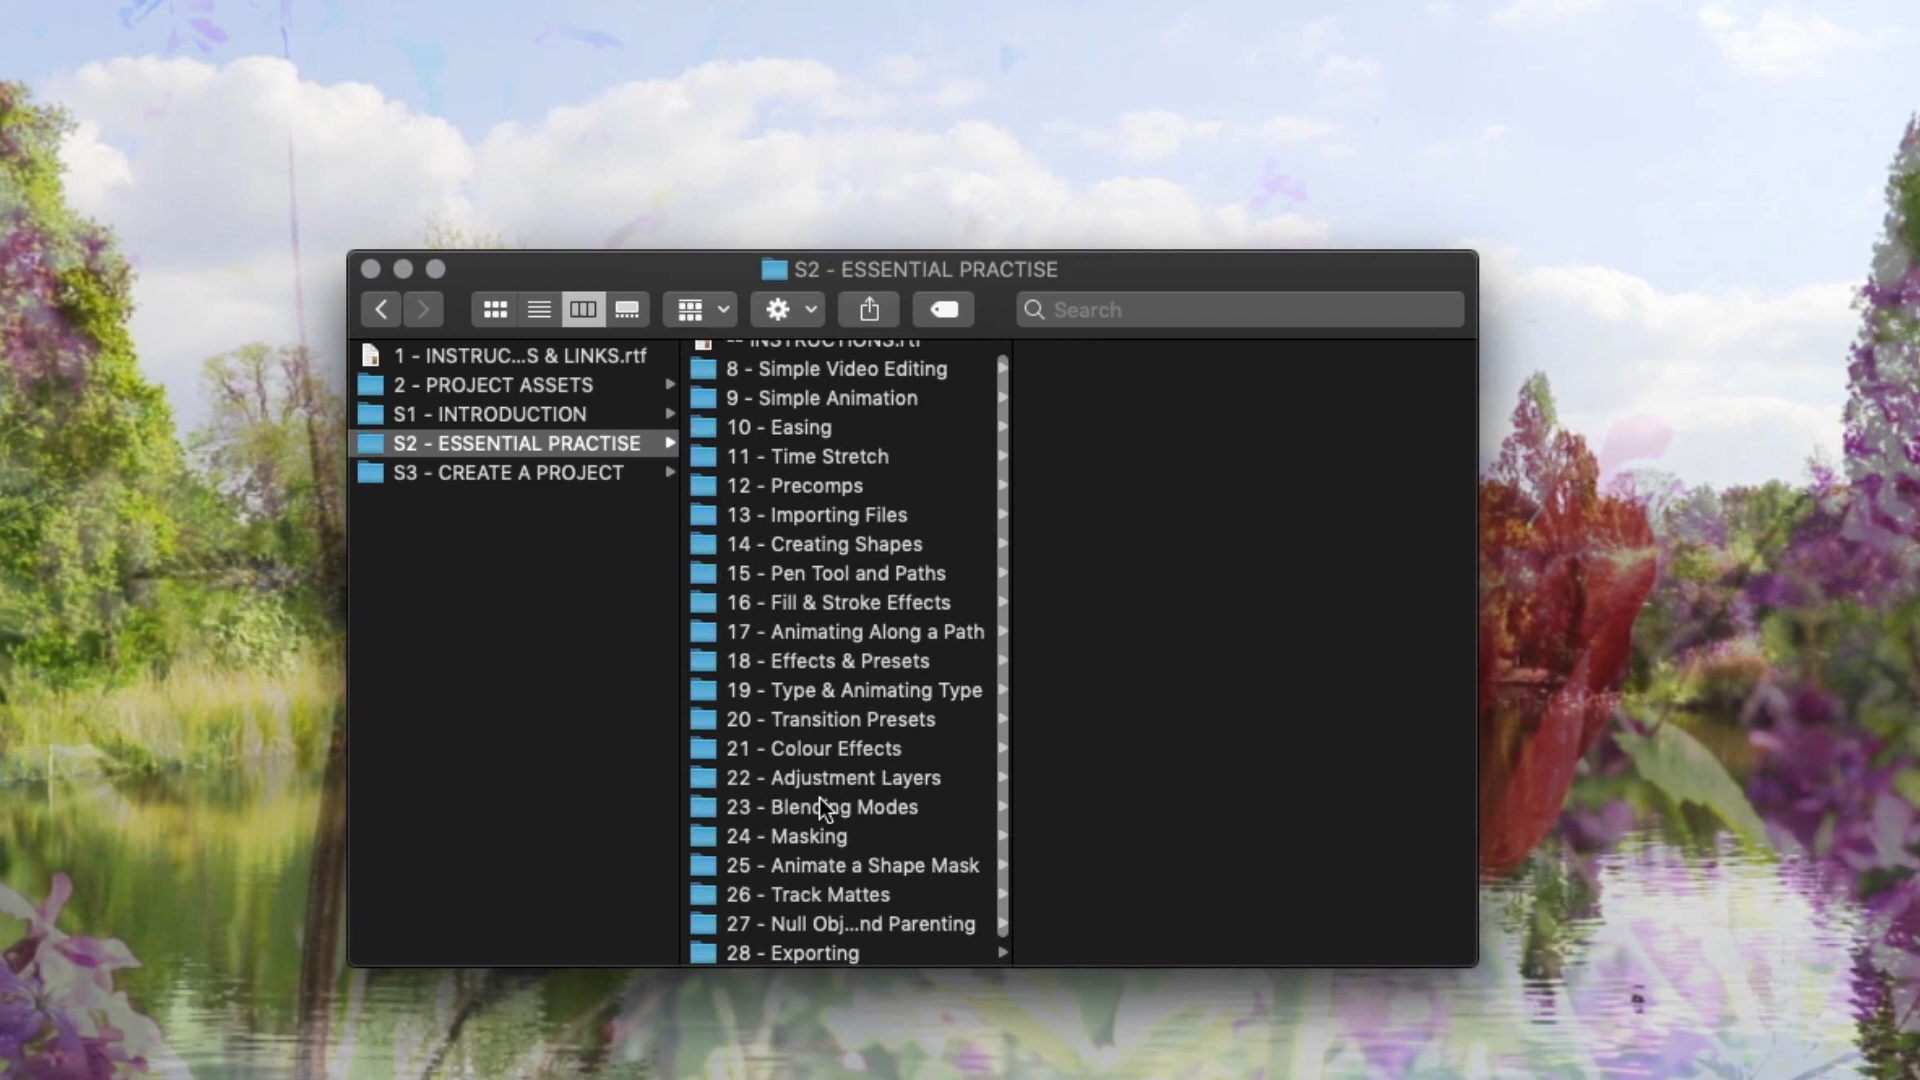 S2 - ESSENTIAL PRACTISE
Search
1 - INSTRUC...S & LINKS.rtf
2 - PROJECT ASSETS
S1 - INTRODUCTION
S2 - ESSENTIAL PRACTISE
S3 - CREATE A PROJECT
-- INSTRUCTIONS.rtf
8 - Simple Video Editing
9 - Simple Animation
10 - Easing
11 - Time Stretch
12 - Precomps
13 - Importing Files
14 - Creating Shapes
15 - Pen Tool and Paths
16 - Fill & Stroke Effects
17 - Animating Along a Path
18 - Effects & Presets
19 - Type & Animating Type
20 - Transition Presets
21 - Colour Effects
22 - Adjustment Layers
23 - Blending Modes
24 - Masking
25 - Animate a Shape Mask
26 - Track Mattes
27 - Null Obj...nd Parenting
28 - Exporting